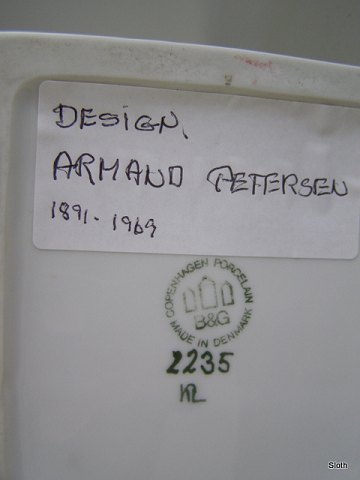 DESIGN.
ARMAND PETERSEN
1891-1969
COPENHAGEN PORCELAIN
B&G
MADE IN DENMARK
2235
KL
Sloth